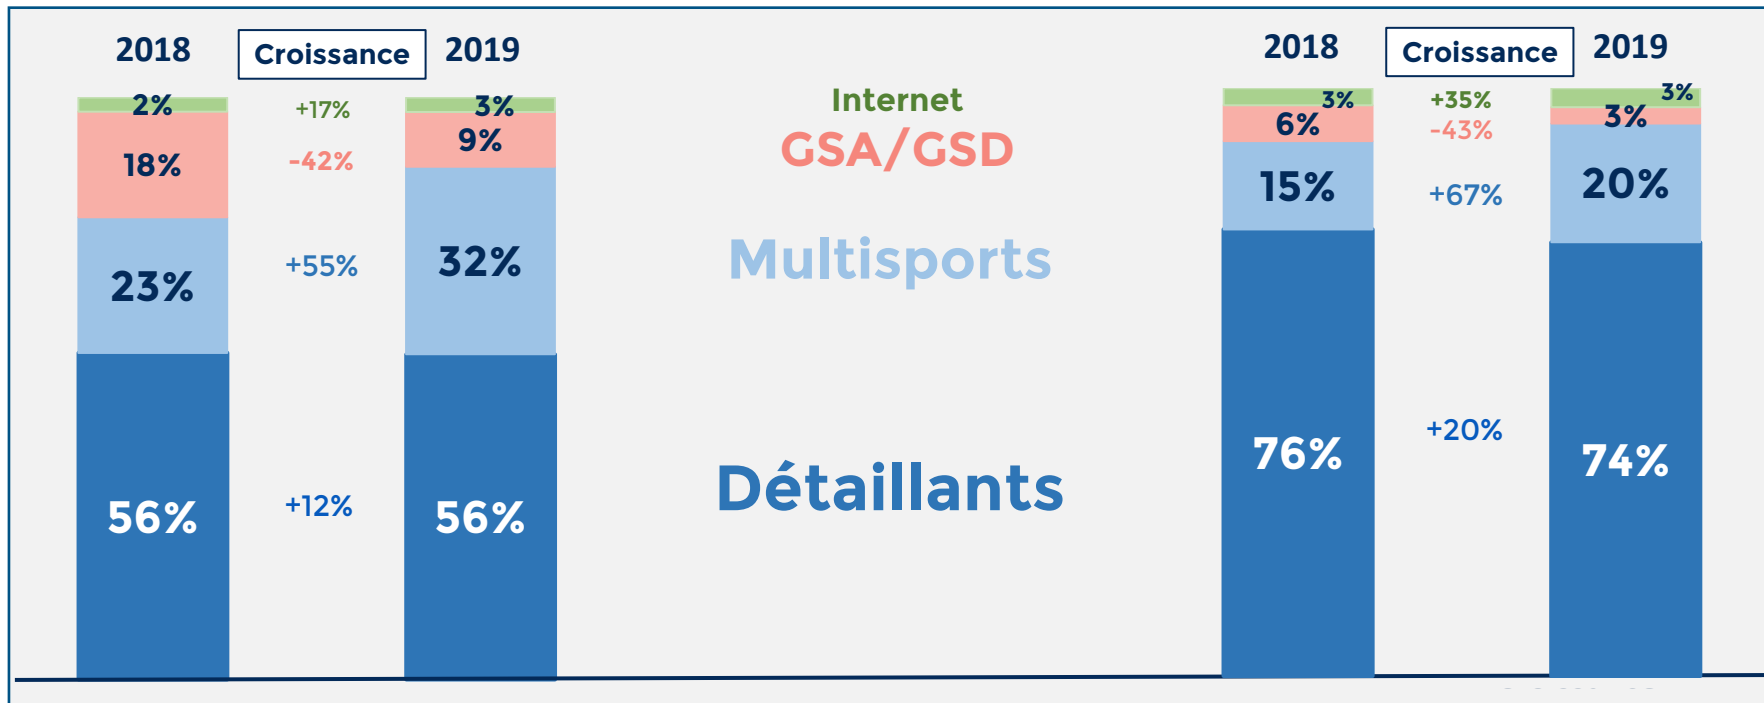 2018 Croissance 2019
2% +17% 3%
18% -42% 9%
23% +55% 32%
56% +12% 56%
Internet
GSA/GSD
Multisports
Détaillants
2018 Croissance 2019
3% +35% 3%
6% -43% 3%
15% +67% 20%
76% +20% 74%